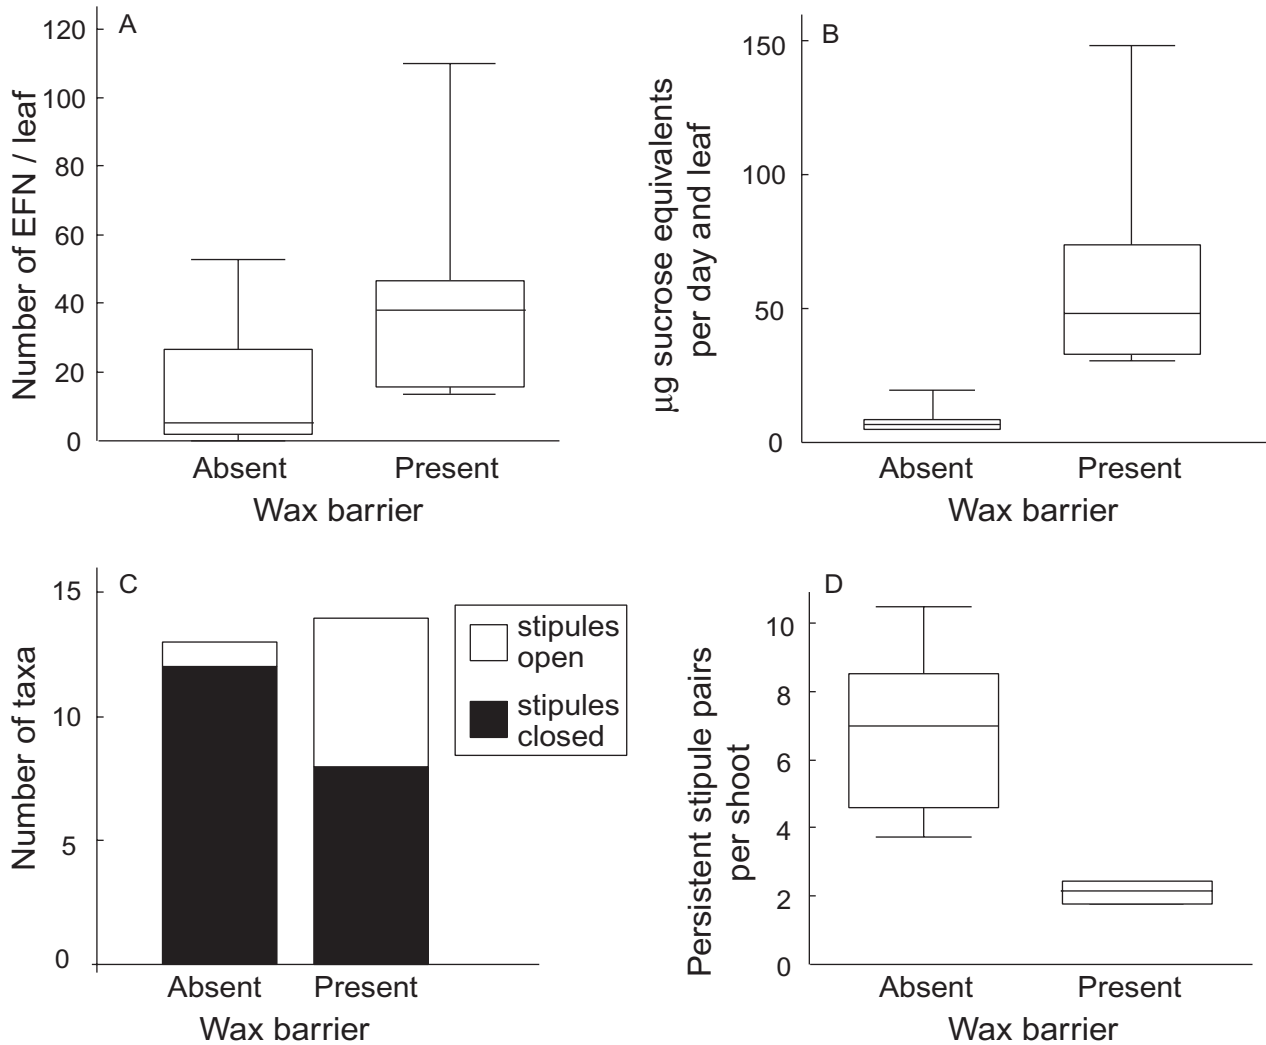 A
Number of EFN / leaf
120
100
80
60
40
20
0
Absent
Present
Wax barrier
B
µg sucrose equivalents
per day and leaf
150
100
50
0
Absent
Present
Wax barrier
C
Number of taxa
15
10
5
0
Absent
Present
Wax barrier
stipules
open
stipules
closed
D
Persistent stipule pairs
per shoot
10
8
6
4
2
0
Absent
Present
Wax barrier